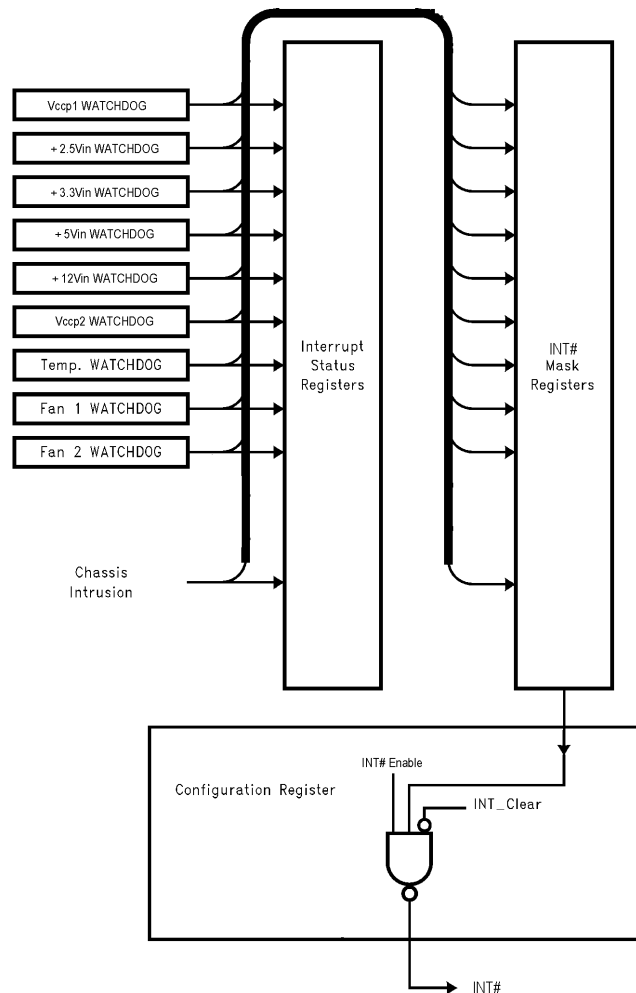 Vccp1 WATCHDOG
+ 2.5Vin WATCHDOG
+ 3.3Vin WATCHDOG
+ 5Vin WATCHDOG
+ 12Vin WATCHDOG
Vccp2 WATCHDOG
Temp. WATCHDOG
Fan 1 WATCHDOG
Fan 2 WATCHDOG
Chassis
Intrusion
Interrupt
Status
Registers
INT#
Mask
Registers
INT# Enable
Configuration Register
INT_Clear
INT#